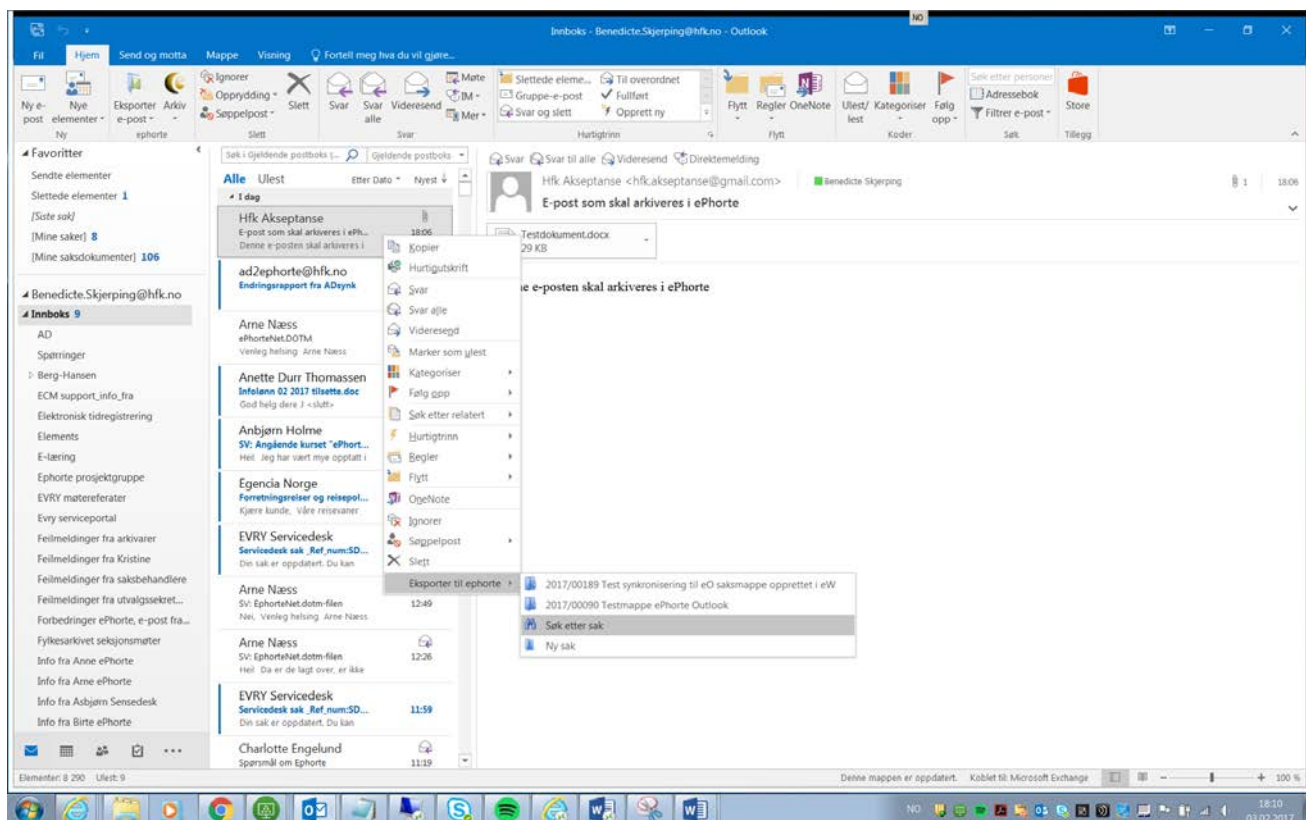 NO
Innboks - Benedicte.Skjerping@hfk.no - Outlook
Fil Hjem Send og motta Mappe Visning Fortell meg hva du vil gjøre...
Ny e-post
Nye elementer
Eksporter e-post
Arkiv
Ignorer
Opprydding
Søppelpost
Slett
Svar
Svar alle
Videresend
Møte
IM
Mer
Slettede eleme...
Gruppe-e-post
Svar og slett
Til overordnet
Fullført
Opprett ny
Flytt
Regler
OneNote
Ulest/lest
Kategoriser
Følg opp
Søk etter personer
Adressebok
Filtrer e-post
Store
Ny ephorte Slett Svar Hurtigtrinn Flytt Koder Søk Tillegg
Favoritter
Sendte elementer
Slettede elementer 1
[Siste sak]
[Mine saker] 8
[Mine saksdokumenter] 106
Benedicte.Skjerping@hfk.no
Innboks 9
AD
Spørringer
Berg-Hansen
ECM support_info_fra
Elektronisk tidregistrering
Elements
E-læring
Ephorte prosjektgruppe
EVRY møtereferater
Evry serviceportal
Feilmeldinger fra arkivarer
Feilmeldinger fra Kristine
Feilmeldinger fra saksbehandlere
Feilmeldinger fra utvalgssekret...
Forbedringer ePhorte, e-post fra...
Fylkesarkivet seksjonsmøter
Info fra Anne ePhorte
Info fra Arne ePhorte
Info fra Asbjørn Sensedesk
Info fra Birte ePhorte
Søk i Gjeldende postboks (... Gjeldende postboks
Alle Ulest Etter Dato Nyest
I dag
Hfk Akseptanse
E-post som skal arkiveres i ePh... 18:06
Denne e-posten skal arkiveres i
ad2ephorte@hfk.no
Endringsrapport fra ADsynk
Arne Næss
ePhorteNet.DOTM
Venleg helsing Arne Næss
Anette Durr Thomassen
Infolønn 02 2017 tilsette.doc
God helg dere J <slutt>
Anbjørn Holme
SV: Angående kurset "ePhort...
Hei! Jeg har vært mye opptatt i
Egencia Norge
Forretningsreiser og reisepol...
Kjære kunde, Våre reisevaner
EVRY Servicedesk
Servicedesk sak _Ref_num:SD...
Din sak er oppdatert. Du kan
Arne Næss
SV: EphorteNet.dotm-filen 12:49
Nei, Venleg helsing Arne Næss
Arne Næss
SV: EphorteNet.dotm-filen 12:26
Hei! Da er de lagt over, er ikke
EVRY Servicedesk
Servicedesk sak _Ref_num:SD... 11:59
Din sak er oppdatert. Du kan
Charlotte Engelund
Spørsmål om Ephorte 11:19
Svar Svar til alle Videresend Direktemelding
Hfk Akseptanse <hfk.akseptanse@gmail.com> Benedicte Skjerping 1 18:06
E-post som skal arkiveres i ePhorte
Testdokument.docx
29 KB
e e-posten skal arkiveres i ePhorte
Kopier
Hurtigutskrift
Svar
Svar alle
Videresend
Marker som ulest
Kategoriser
Følg opp
Søk etter relatert
Hurtigtrinn
Regler
Flytt
OneNote
Ignorer
Søppelpost
Slett
Eksporter til ephorte
2017/00189 Test synkronisering til eO saksmappe opprettet i eW
2017/00090 Testmappe ePhorte Outlook
Søk etter sak
Ny sak
Elementer: 8 290 Ulest: 9 Denne mappen er oppdatert. Koblet til: Microsoft Exchange 100 %
NO 18:10
03.02.2017